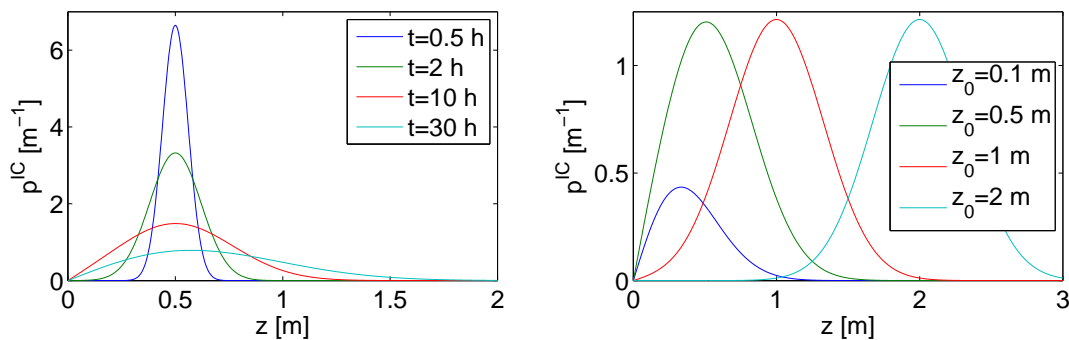 6
4
2
0
p^IC [m^−1]
0
0.5
1
1.5
2
z [m]
t=0.5 h
t=2 h
t=10 h
t=30 h
1
0.5
0
p^IC [m^−1]
0
1
2
3
z [m]
z_0=0.1 m
z_0=0.5 m
z_0=1 m
z_0=2 m